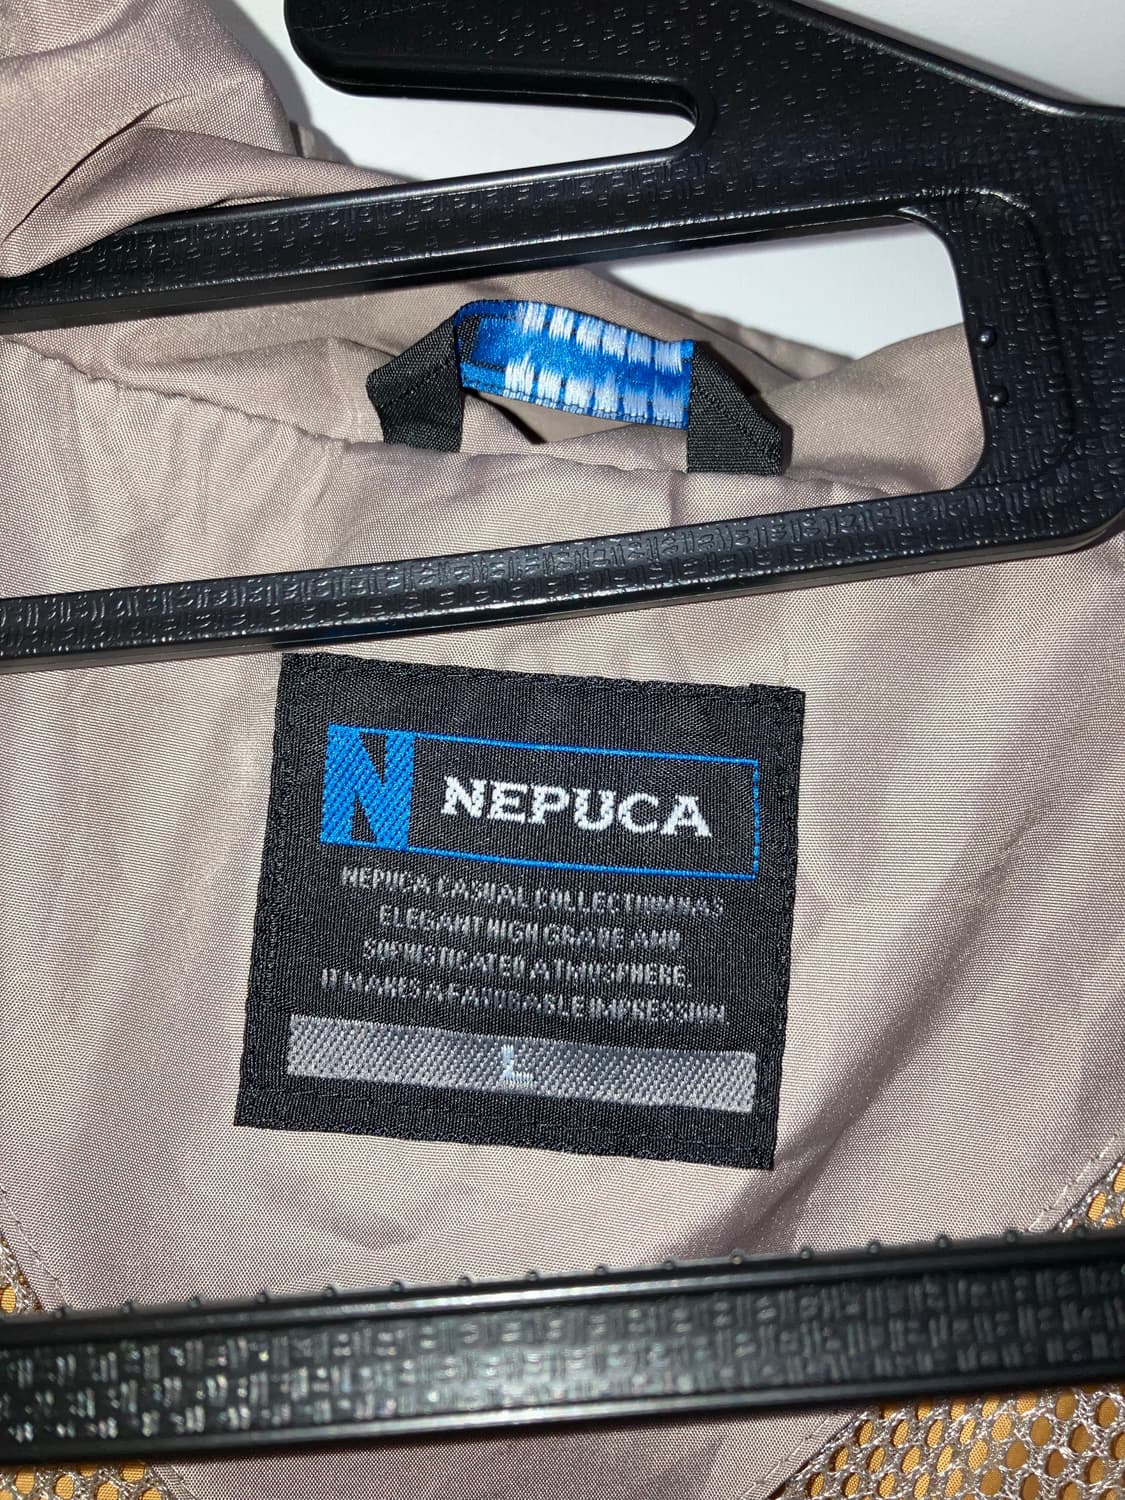 N NEPUCA
NEPUCA CASUAL COLLECTION HAS
ELEGANT HIGH GRADE AND
SOPHISTICATED ATMOSPHERE.
IT MAKES A FAVORABLE IMPRESSION.
L